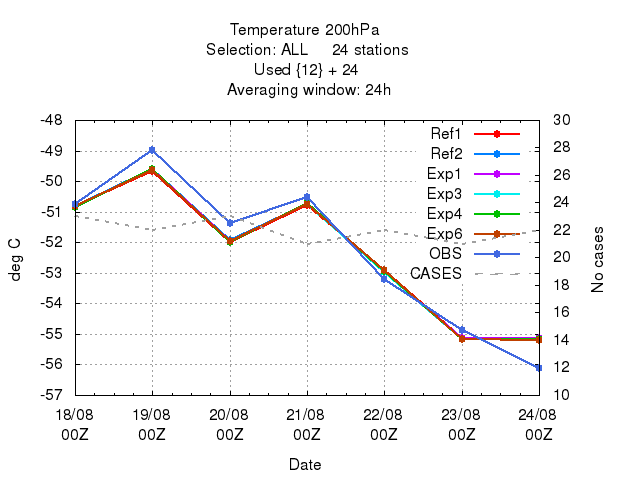 Temperature 200hPa
Selection: ALL 24 stations
Used {12} + 24
Averaging window: 24h
-48
-49
-50
-51
-52
-53
-54
-55
-56
-57
deg C
30
28
26
24
22
20
18
16
14
12
10
No cases
Ref1
Ref2
Exp1
Exp3
Exp4
Exp6
OBS
CASES
18/08 19/08 20/08 21/08 22/08 23/08 24/08
00Z 00Z 00Z 00Z 00Z 00Z 00Z
Date